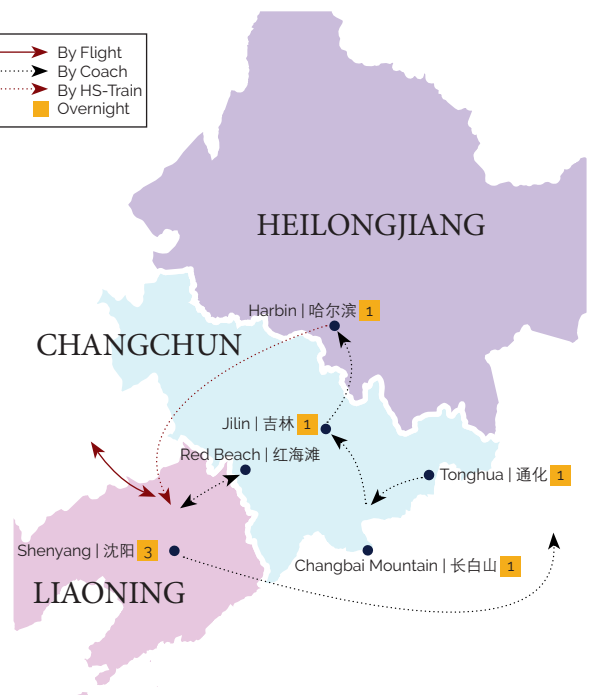 By Flight
By Coach
By HS-Train
Overnight
HEILONGJIANG
Harbin | 哈尔滨 1
CHANGCHUN
Jilin | 吉林 1
Red Beach | 红海滩
Tonghua | 通化 1
Shenyang | 沈阳 3
Changbai Mountain | 长白山 1
LIAONING